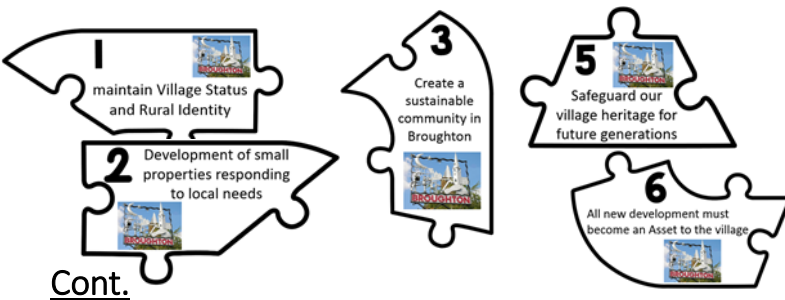 1
maintain Village Status
and Rural Identity
BROUGHTON
2
Development of small
properties responding
to local needs
BROUGHTON
3
Create a
sustainable
community in
Broughton
BROUGHTON
5
Safeguard our
village heritage for
future generations
BROUGHTON
6
All new development must
become an Asset to the village
BROUGHTON
Cont.